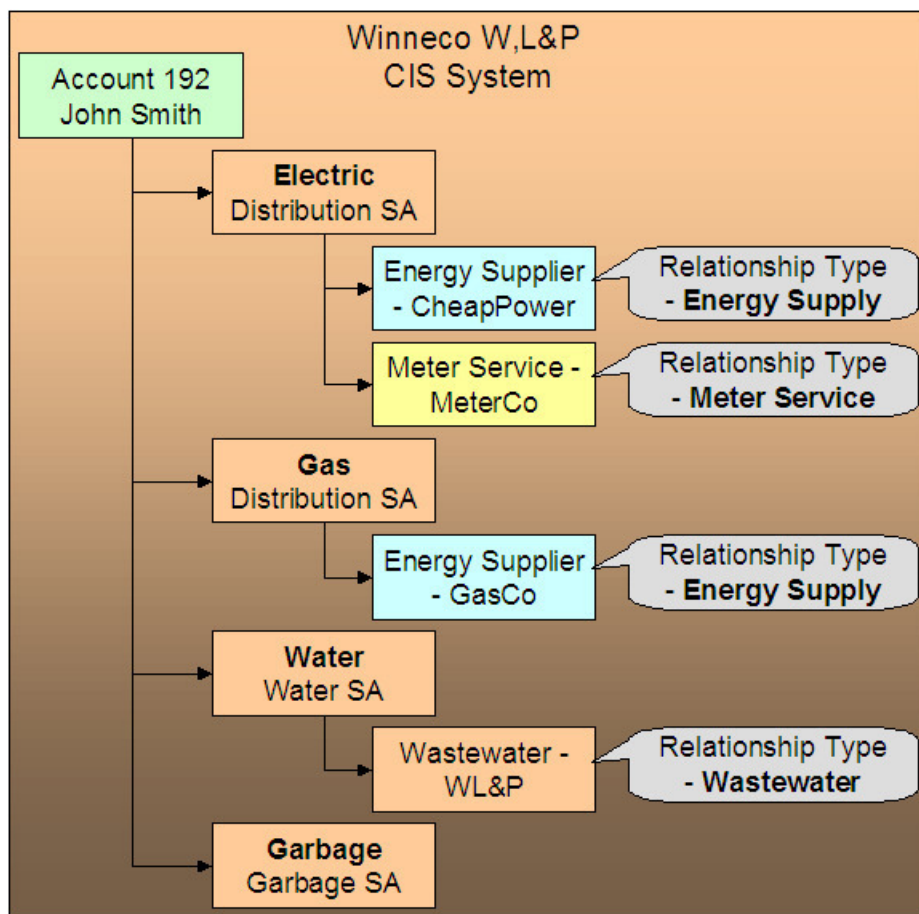 Winneco W,L&P
CIS System
Account 192
John Smith
Electric
Distribution SA
Energy Supplier
- CheapPower
Relationship Type
- Energy Supply
Meter Service -
MeterCo
Relationship Type
- Meter Service
Gas
Distribution SA
Energy Supplier
- GasCo
Relationship Type
- Energy Supply
Water
Water SA
Wastewater -
WL&P
Relationship Type
- Wastewater
Garbage
Garbage SA